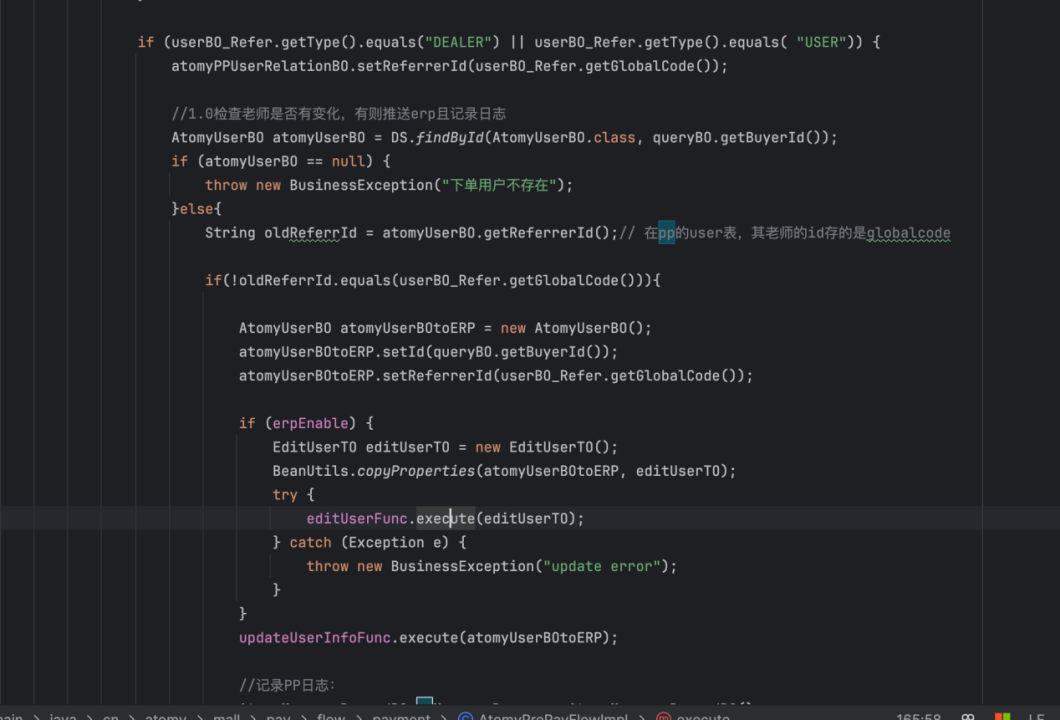 if (userBO_Refer.getType().equals("DEALER") || userBO_Refer.getType().equals( "USER")) {
atomyPPUserRelationBO.setReferrerId(userBO_Refer.getGlobalCode());
//1.0检查老师是否有变化，有则推送erp且记录日志
AtomyUserBO atomyUserBO = DS.findById(AtomyUserBO.class, queryBO.getBuyerId());
if (atomyUserBO == null) {
throw new BusinessException("下单用户不存在");
}else{
String oldReferrId = atomyUserBO.getReferrerId();// 在pp的user表，其老师的id存的是globalcode
if(!oldReferrId.equals(userBO_Refer.getGlobalCode())){
AtomyUserBO atomyUserBOtoERP = new AtomyUserBO();
atomyUserBOtoERP.setId(queryBO.getBuyerId());
atomyUserBOtoERP.setReferrerId(userBO_Refer.getGlobalCode());
if (erpEnable) {
EditUserTO editUserTO = new EditUserTO();
BeanUtils.copyProperties(atomyUserBOtoERP, editUserTO);
try {
editUserFunc.execute(editUserTO);
} catch (Exception e) {
throw new BusinessException("update error");
}
}
updateUserInfoFunc.execute(atomyUserBOtoERP);
//记录PP日志：
java > cn > atomy > mall > pay > flow > payment > AtomyProPayFlowImpl > execute 165:58